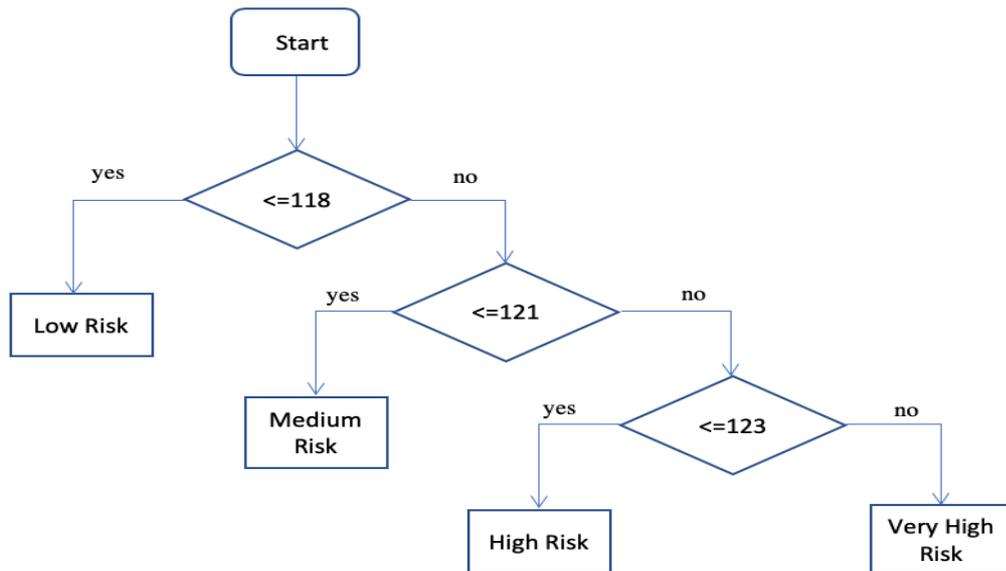 Start
yes
no
<=118
Low Risk
yes
no
<=121
Medium
Risk
yes
no
<=123
High Risk
Very High
Risk